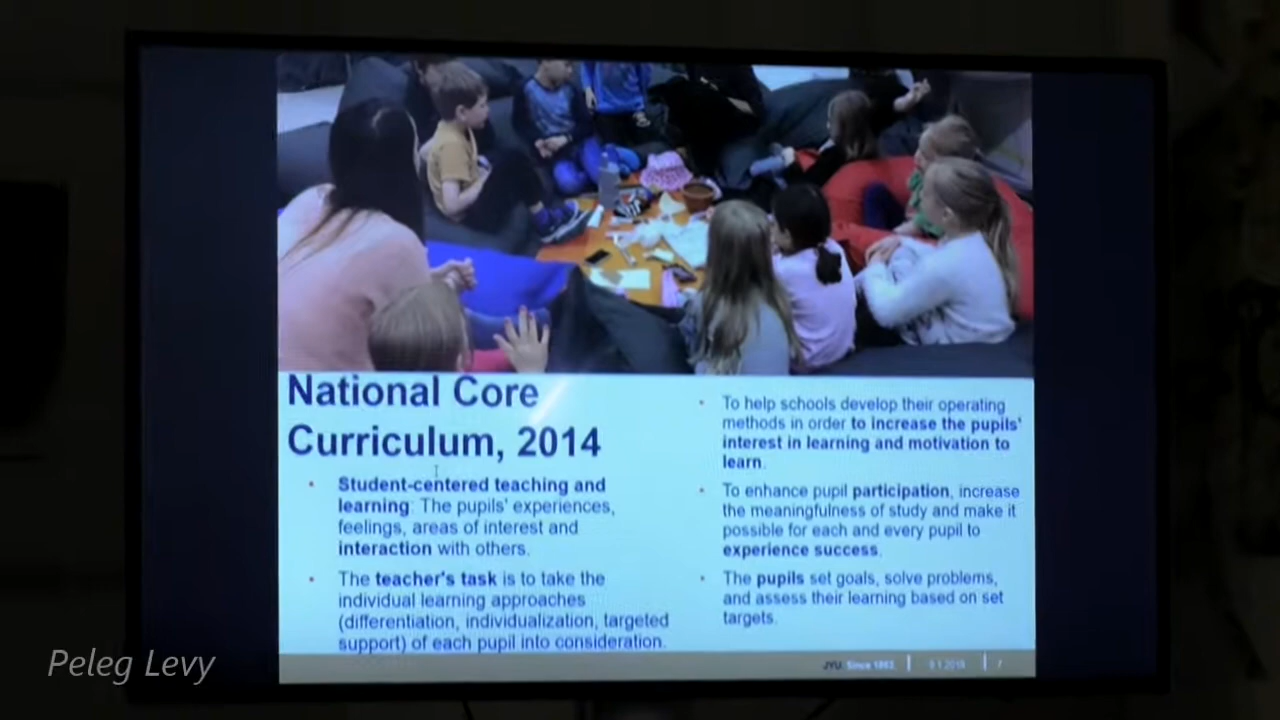 National Core
Curriculum, 2014
Student-centered teaching and
learning: The pupils' experiences,
feelings, areas of interest and
interaction with others.
The teacher's task is to take the
individual learning approaches
(differentiation, individualization, targeted
support) of each pupil into consideration.
To help schools develop their operating
methods in order to increase the pupils'
interest in learning and motivation to
learn.
To enhance pupil participation, increase
the meaningfulness of study and make it
possible for each and every pupil to
experience success.
The pupils set goals, solve problems,
and assess their learning based on set
targets.
JYU. Since 1863.
Peleg Levy